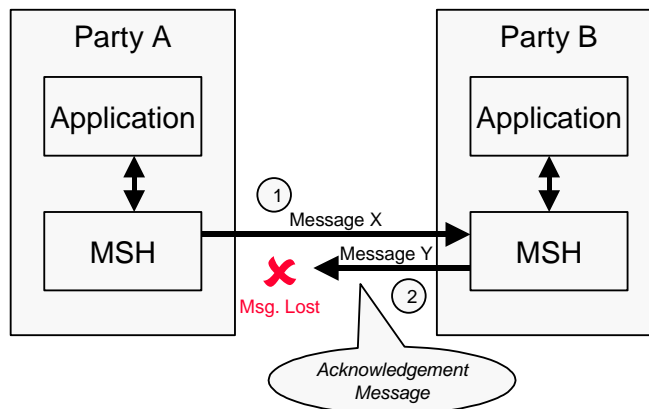 Party A
Party B
Application
Application
1
Message X
MSH
MSH
Message Y
Msg. Lost
2
Acknowledgement
Message